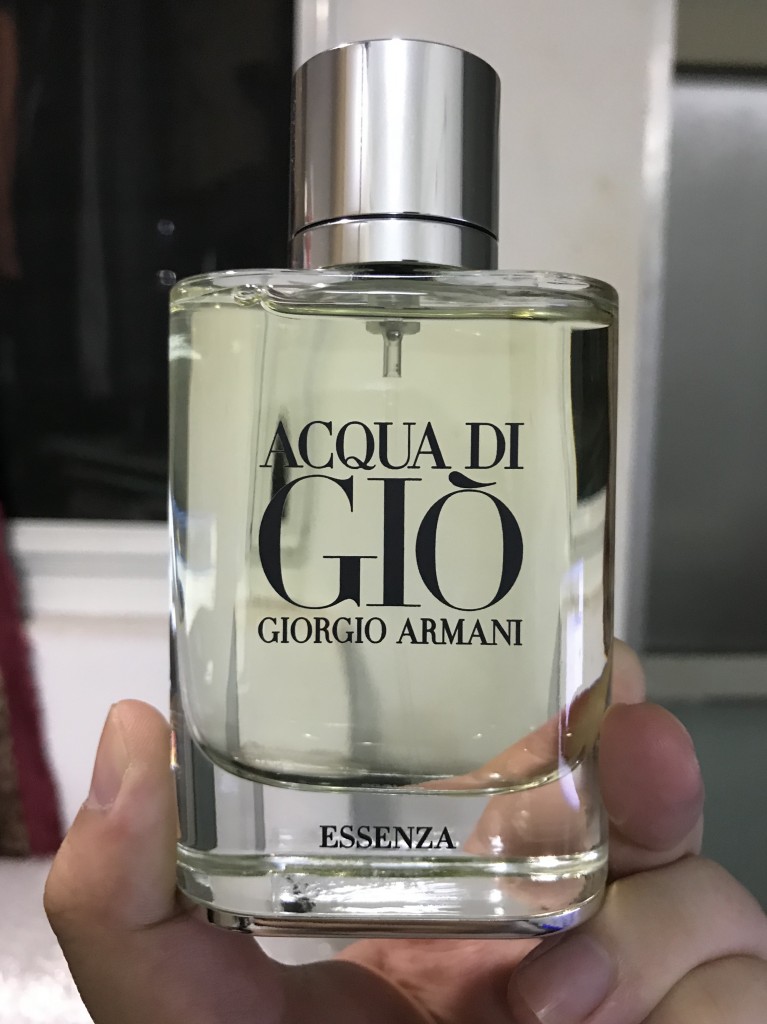 ACQUA DI
GIÒ
GIORGIO ARMANI
ESSENZA